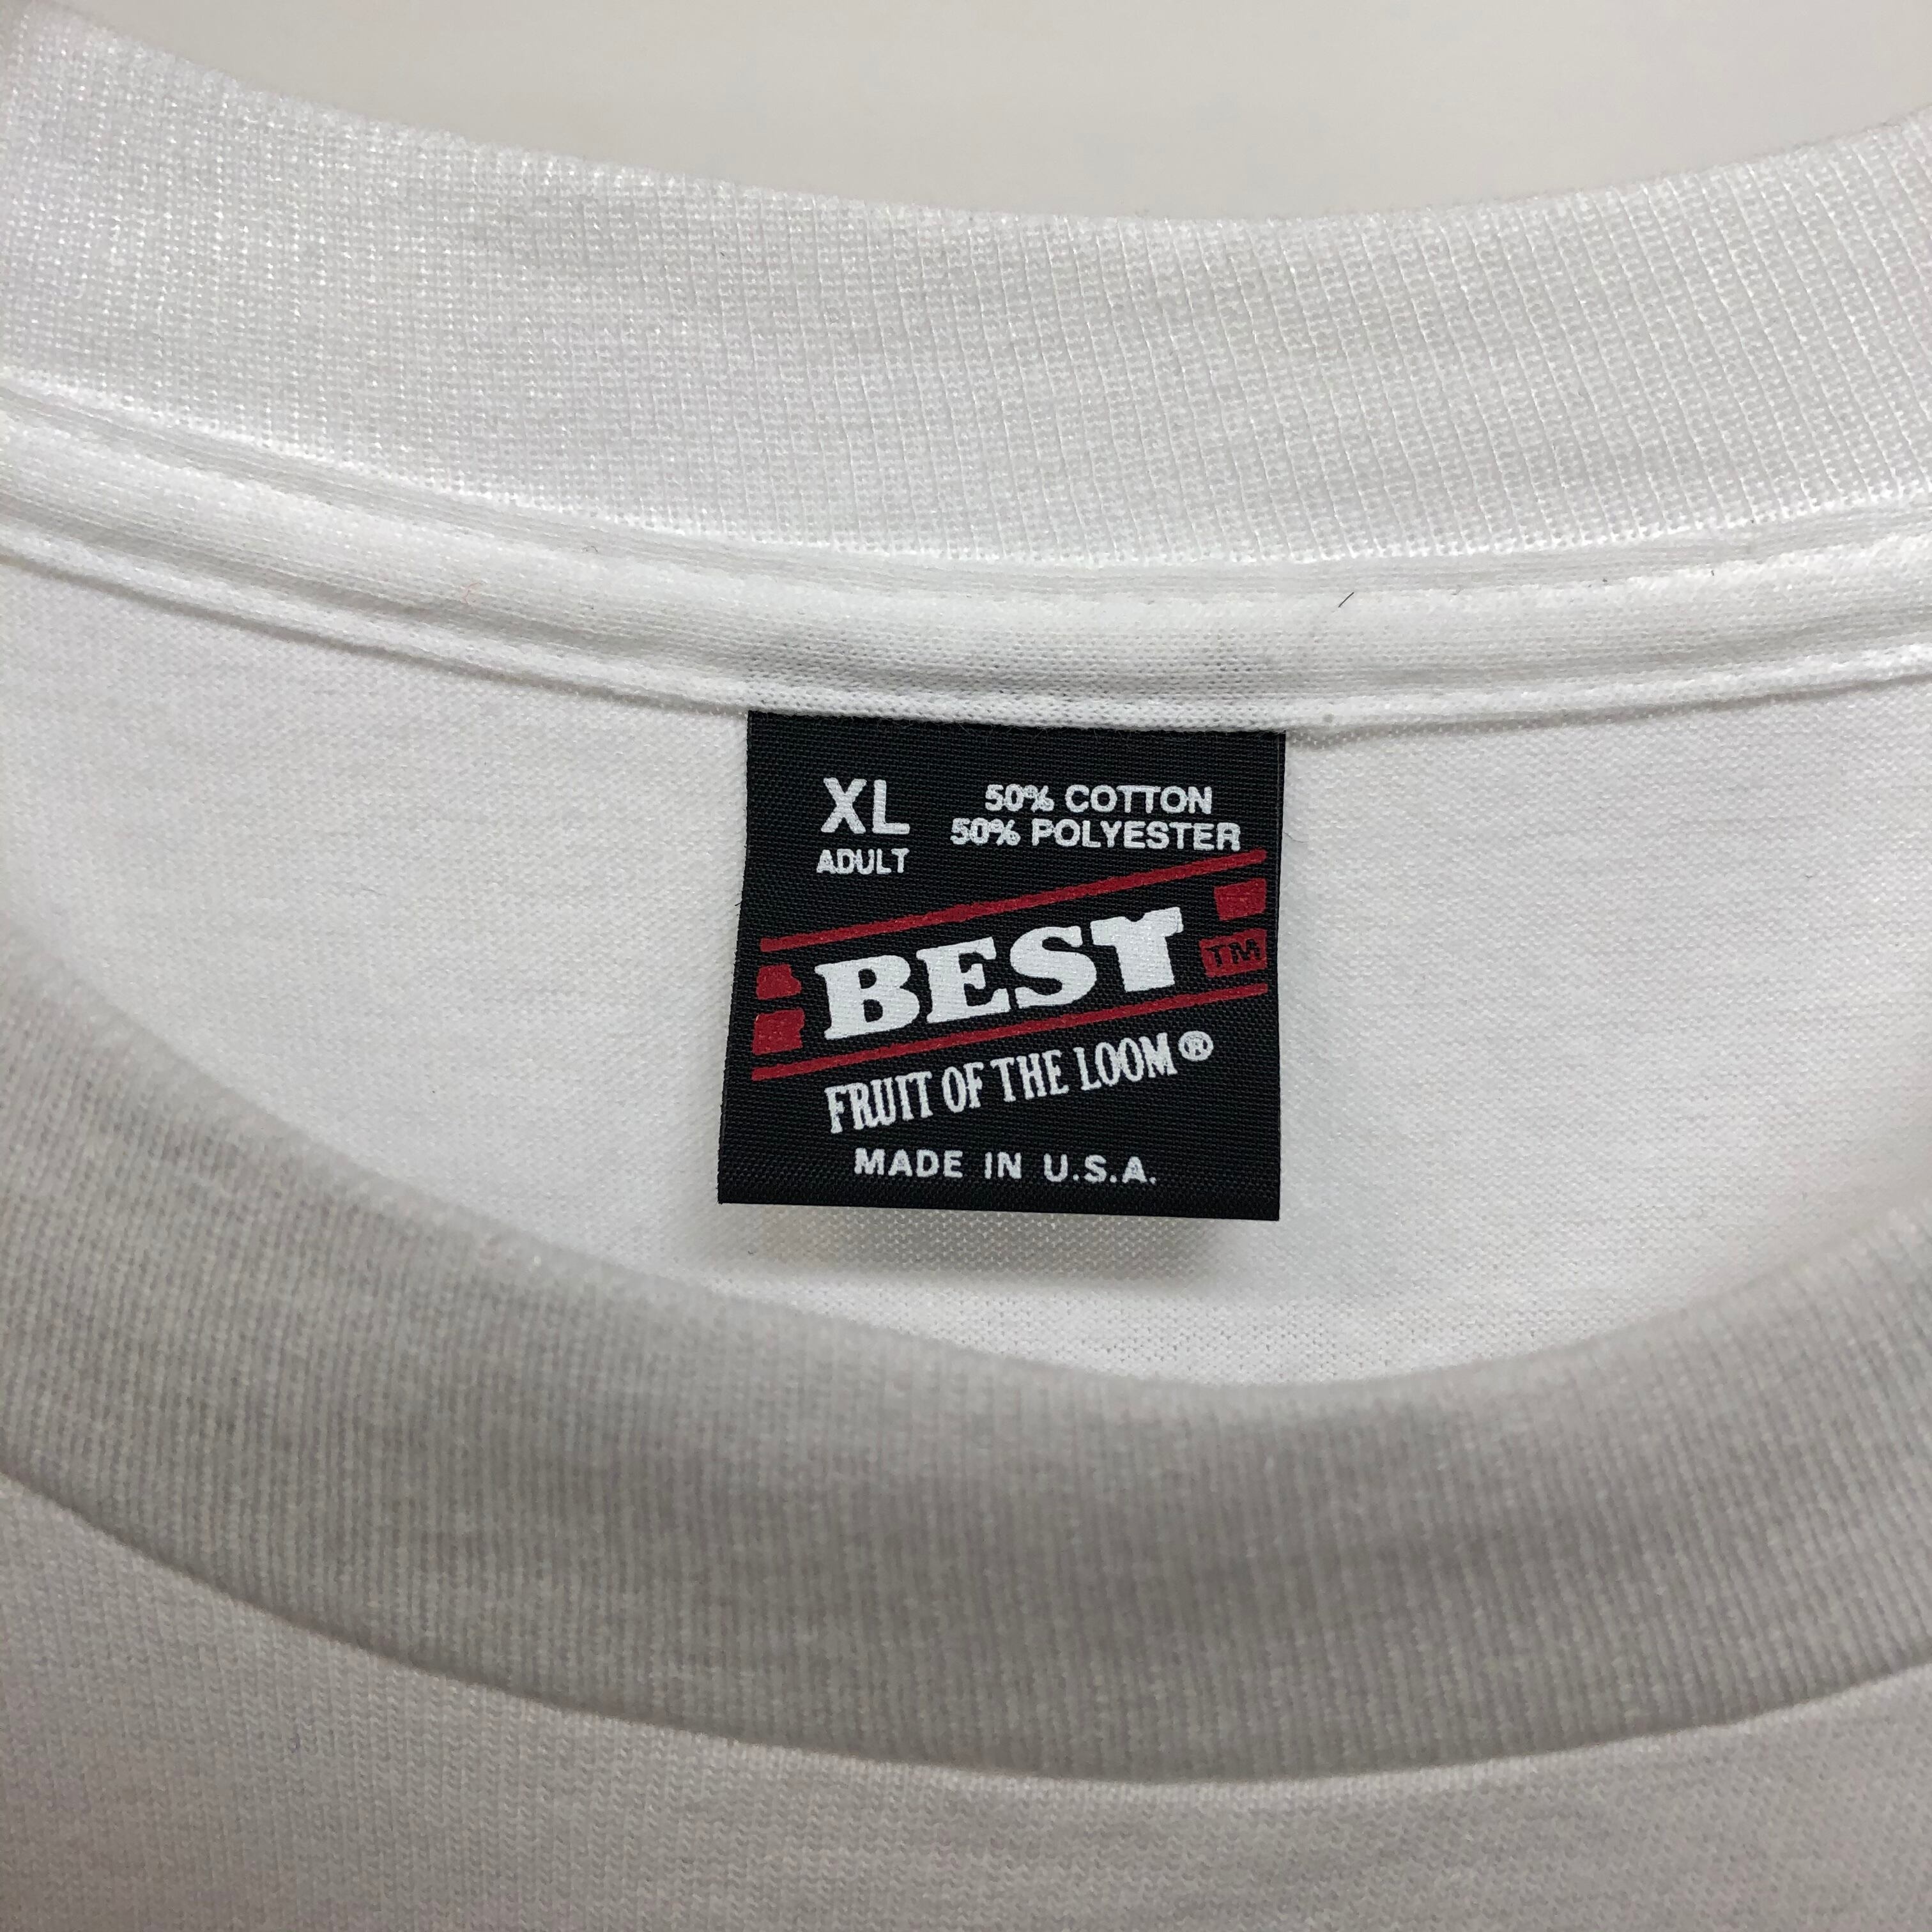 XL
ADULT
50% COTTON
50% POLYESTER
BEST
TM
FRUIT OF THE LOOM®
MADE IN U.S.A.